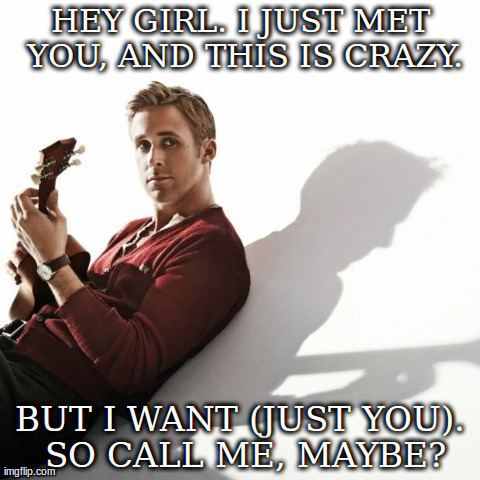 HEY GIRL. I JUST MET
YOU, AND THIS IS CRAZY.
BUT I WANT (JUST YOU).
SO CALL ME, MAYBE?
imgflip.com